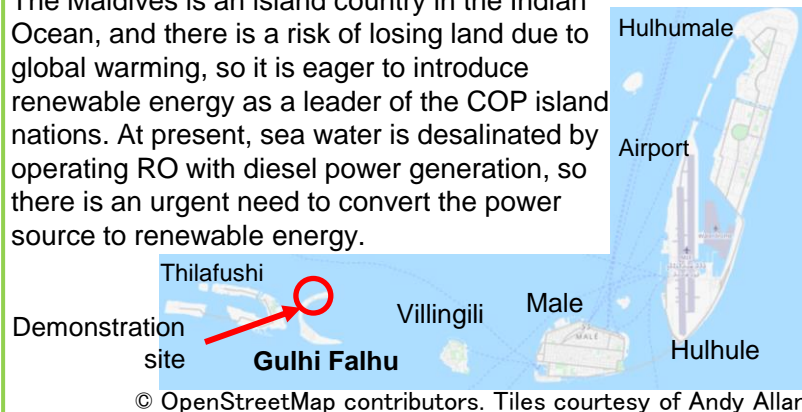 The Maldives is an island country in the Indian
Ocean, and there is a risk of losing land due to
global warming, so it is eager to introduce
renewable energy as a leader of the COP island
nations. At present, sea water is desalinated by
operating RO with diesel power generation, so
there is an urgent need to convert the power
source to renewable energy.
Hulhumale
Airport
Thilafushi
Villingili
Male
MALÉ
Demonstration
site
Gulhi Falhu
Hulhule
© OpenStreetMap contributors. Tiles courtesy of Andy Allan